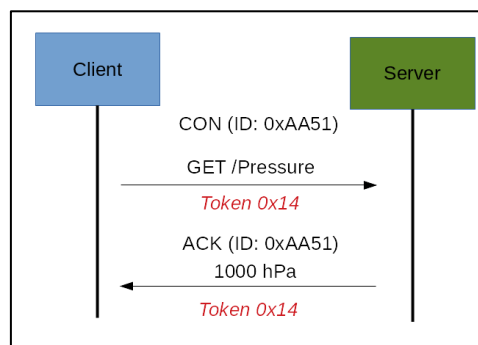 Client
Server
CON (ID: 0xAA51)
GET /Pressure
Token 0x14
ACK (ID: 0xAA51)
1000 hPa
Token 0x14